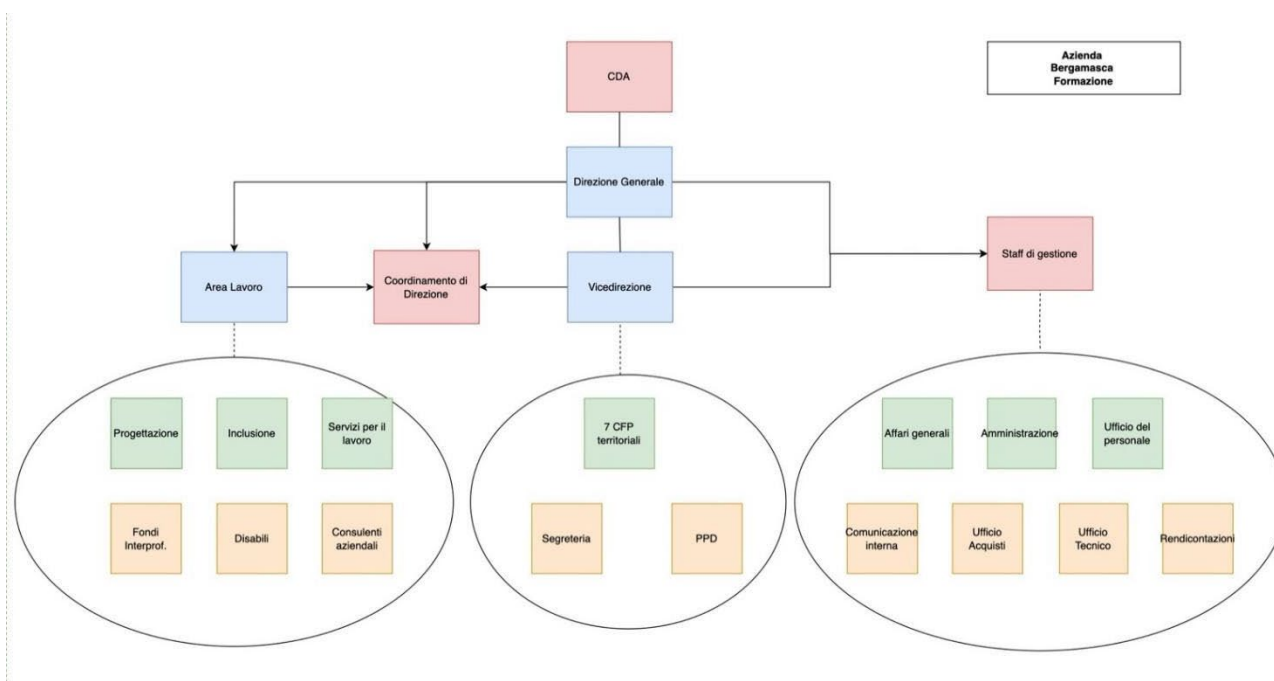 Azienda
Bergamasca
Formazione
CDA
Direzione Generale
Area Lavoro
Coordinamento di
Direzione
Vicedirezione
Staff di gestione
Progettazione
Inclusione
Servizi per il
lavoro
7 CFP
territoriali
Affari generali
Amministrazione
Ufficio del
personale
Fondi
Interprof.
Disabili
Consulenti
aziendali
Segreteria
PPD
Comunicazione
interna
Ufficio
Acquisti
Ufficio
Tecnico
Rendicontazioni